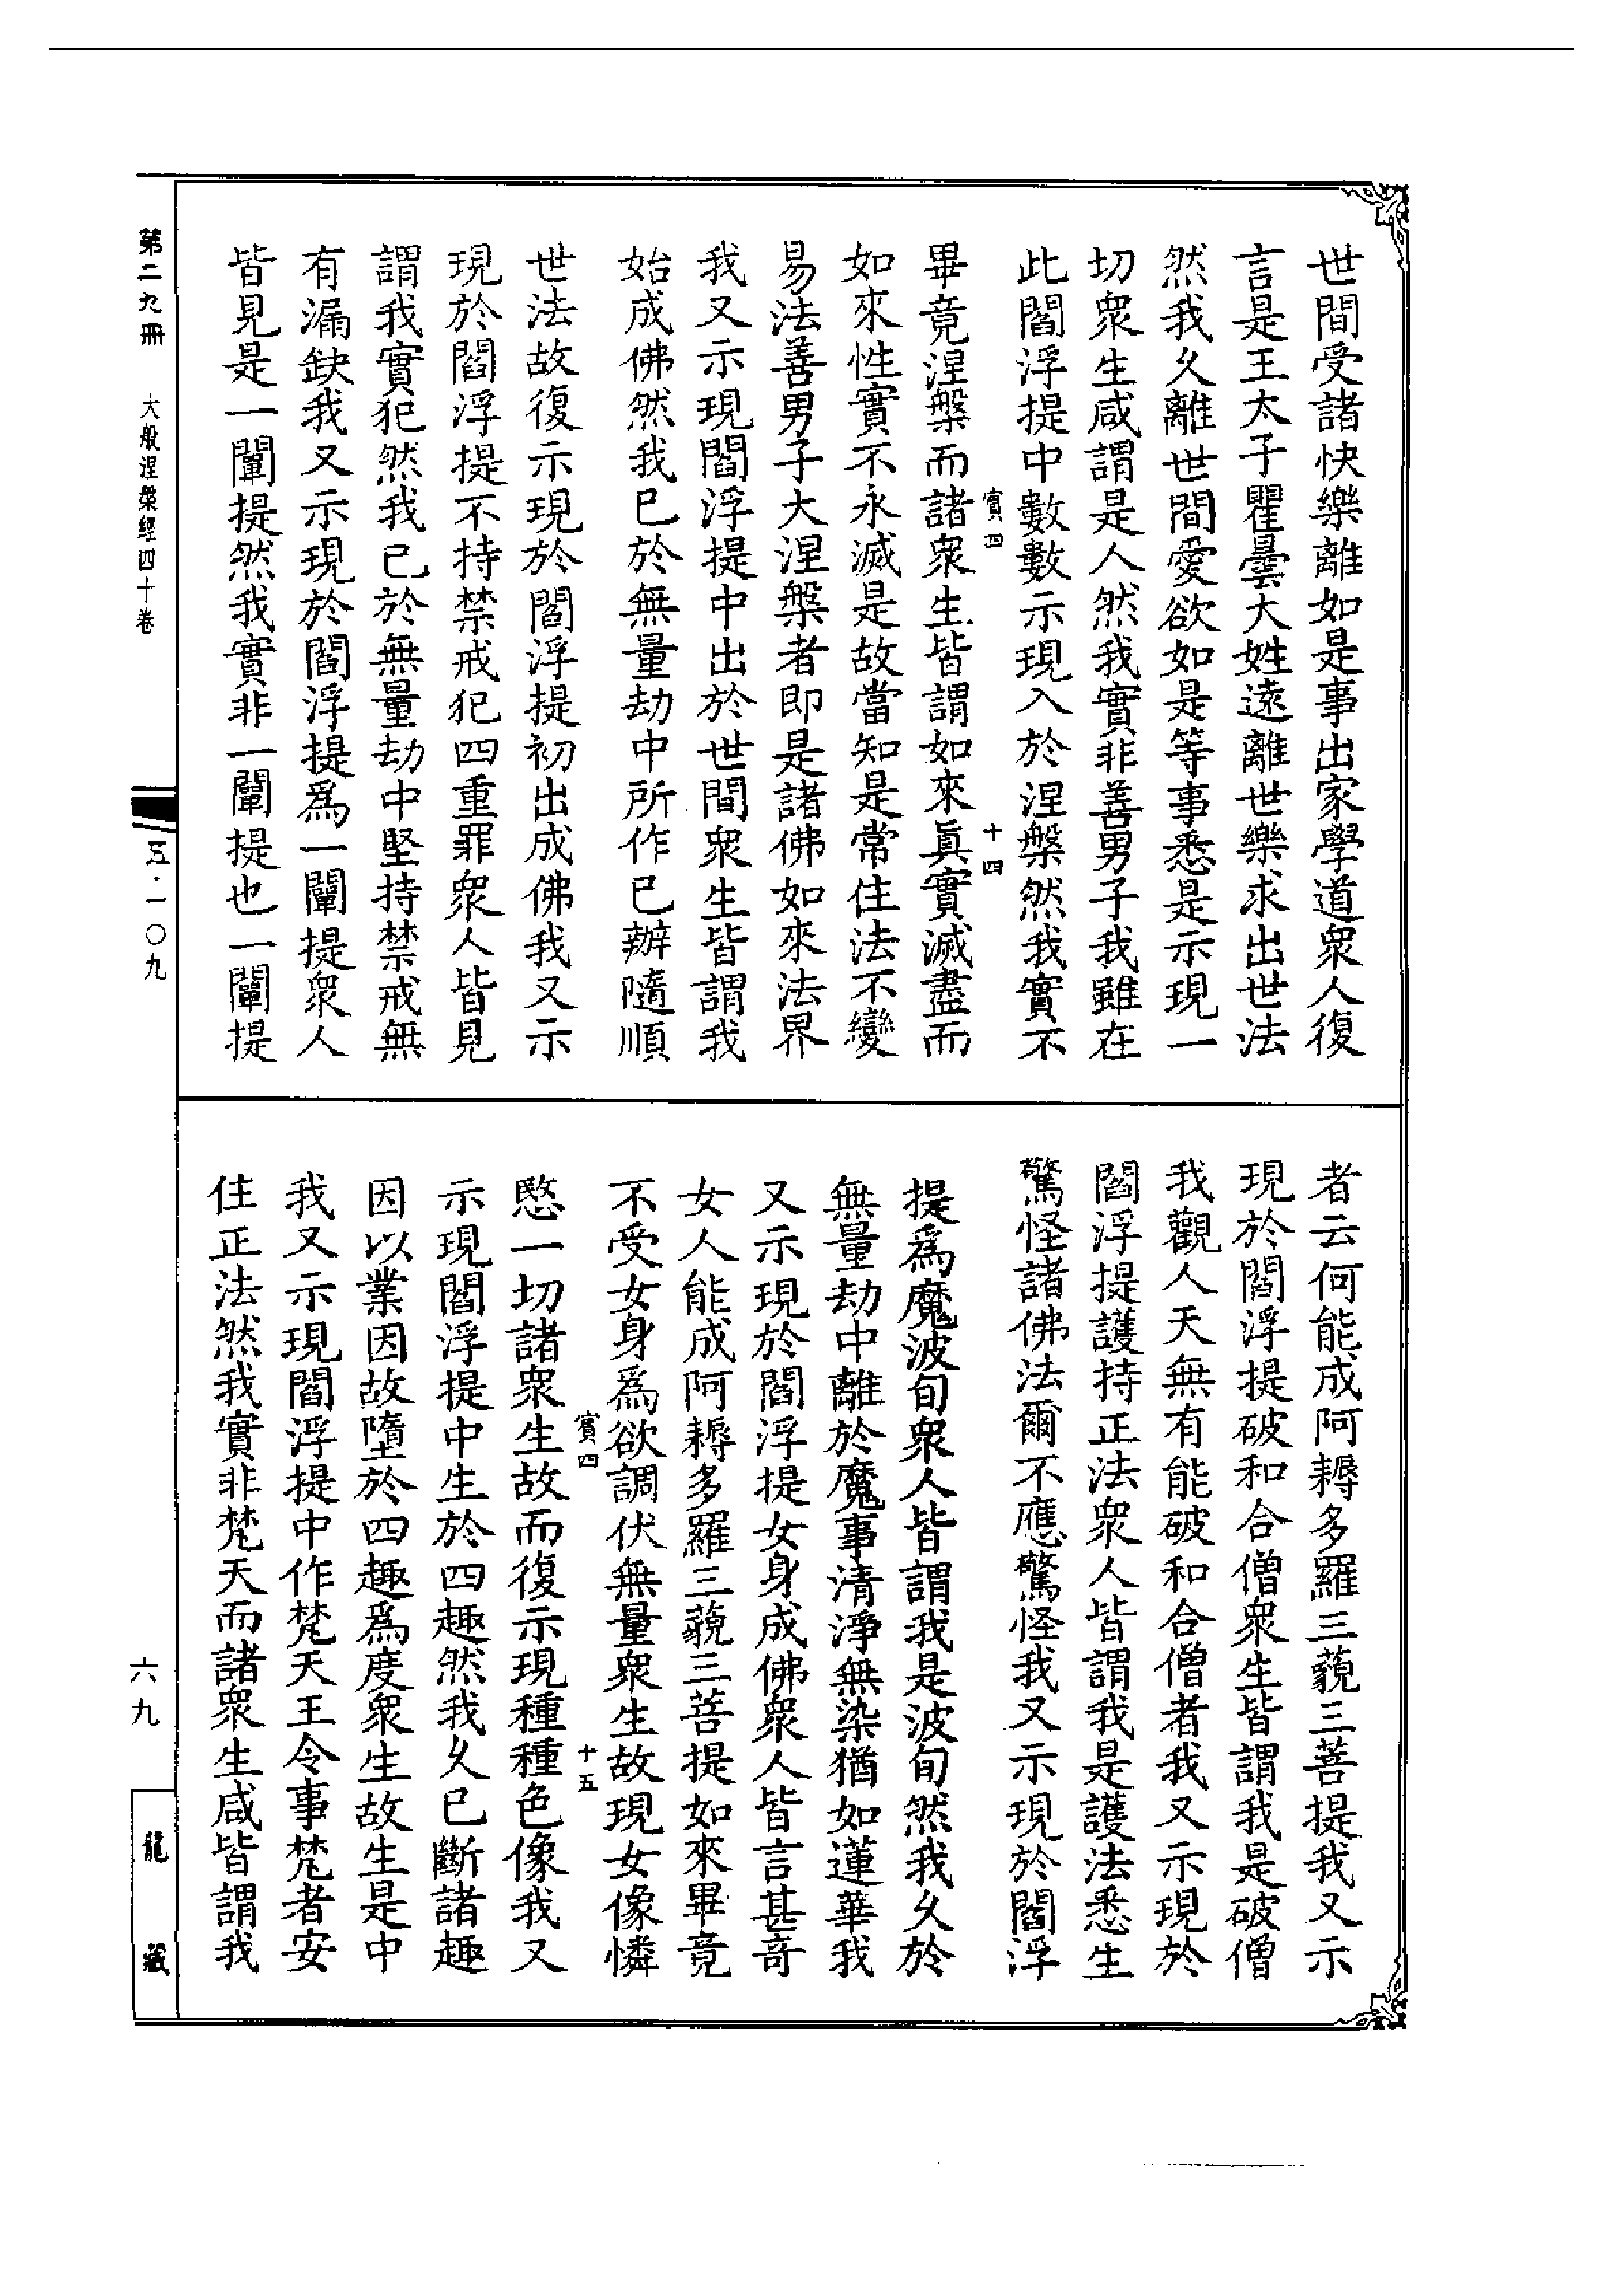 世間受諸快樂離如是事出家學道衆人復
言是王太子瞿曇大姓遠離世樂求出世法
然我久離世間愛欲如是等事悉是示現一
切衆生咸謂是人然我實非善男子我雖在
此閻浮提中數數示現入於涅槃然我實不
賓四 十四
畢竟涅槃而諸衆生皆謂如來真實滅盡而
如來性實不永滅是故當知是常住法不變
易法善男子大涅槃者即是諸佛如來法界
我又示現閻浮提中出於世間衆生皆謂我
始成佛然我已於無量劫中所作已辦隨順
世法故復示現於閻浮提初出成佛我又示
現於閻浮提不持禁戒犯四重罪衆人皆見
謂我實犯然我已於無量劫中堅持禁戒無
有漏缺我又示現於閻浮提爲一闡提衆人
皆見是一闡提然我實非一闡提也一闡提
者云何能成阿耨多羅三藐三菩提我又示
現於閻浮提破和合僧衆生皆謂我是破僧
我觀人天無有能破和合僧者我又示現於
閻浮提護持正法衆人皆謂我是護法悉生
驚怪諸佛法爾不應驚怪我又示現於閻浮
提爲魔波旬衆人皆謂我是波旬然我久於
無量劫中離於魔事清淨無染猶如蓮華我
又示現於閻浮提女身成佛衆人皆言甚奇
女人能成阿耨多羅三藐三菩提如來畢竟
不受女身爲欲調伏無量衆生故現女像憐
賓四 十五
愍一切諸衆生故而復示現種種色像我又
示現閻浮提中生於四趣然我久已斷諸趣
因以業因故墮於四趣爲度衆生故生是中
我又示現閻浮提中作梵天王令事梵者安
住正法然我實非梵天而諸衆生咸皆謂我
第二九冊 大般涅槃經四十卷
五·一〇九
六九
龍藏